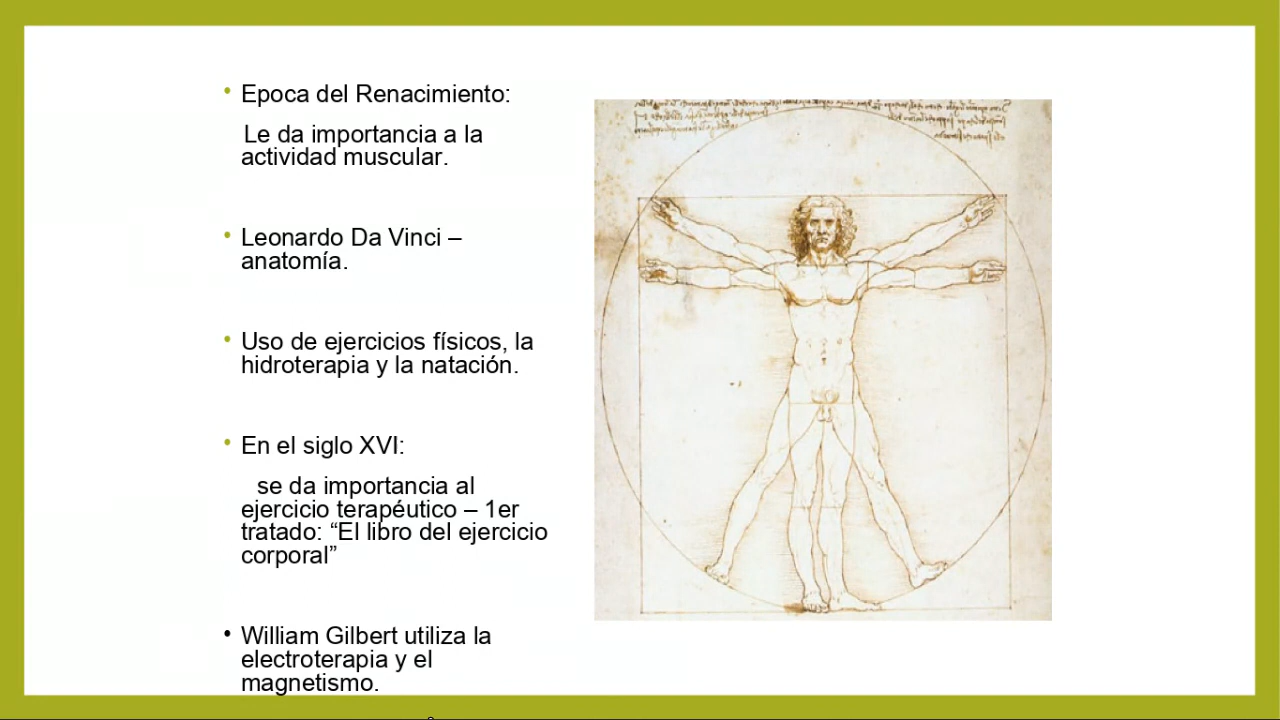 • Epoca del Renacimiento:
Le da importancia a la
actividad muscular.
• Leonardo Da Vinci –
anatomía.
• Uso de ejercicios físicos, la
hidroterapia y la natación.
• En el siglo XVI:
se da importancia al
ejercicio terapéutico – 1er
tratado: “El libro del ejercicio
corporal”
• William Gilbert utiliza la
electroterapia y el
magnetismo.